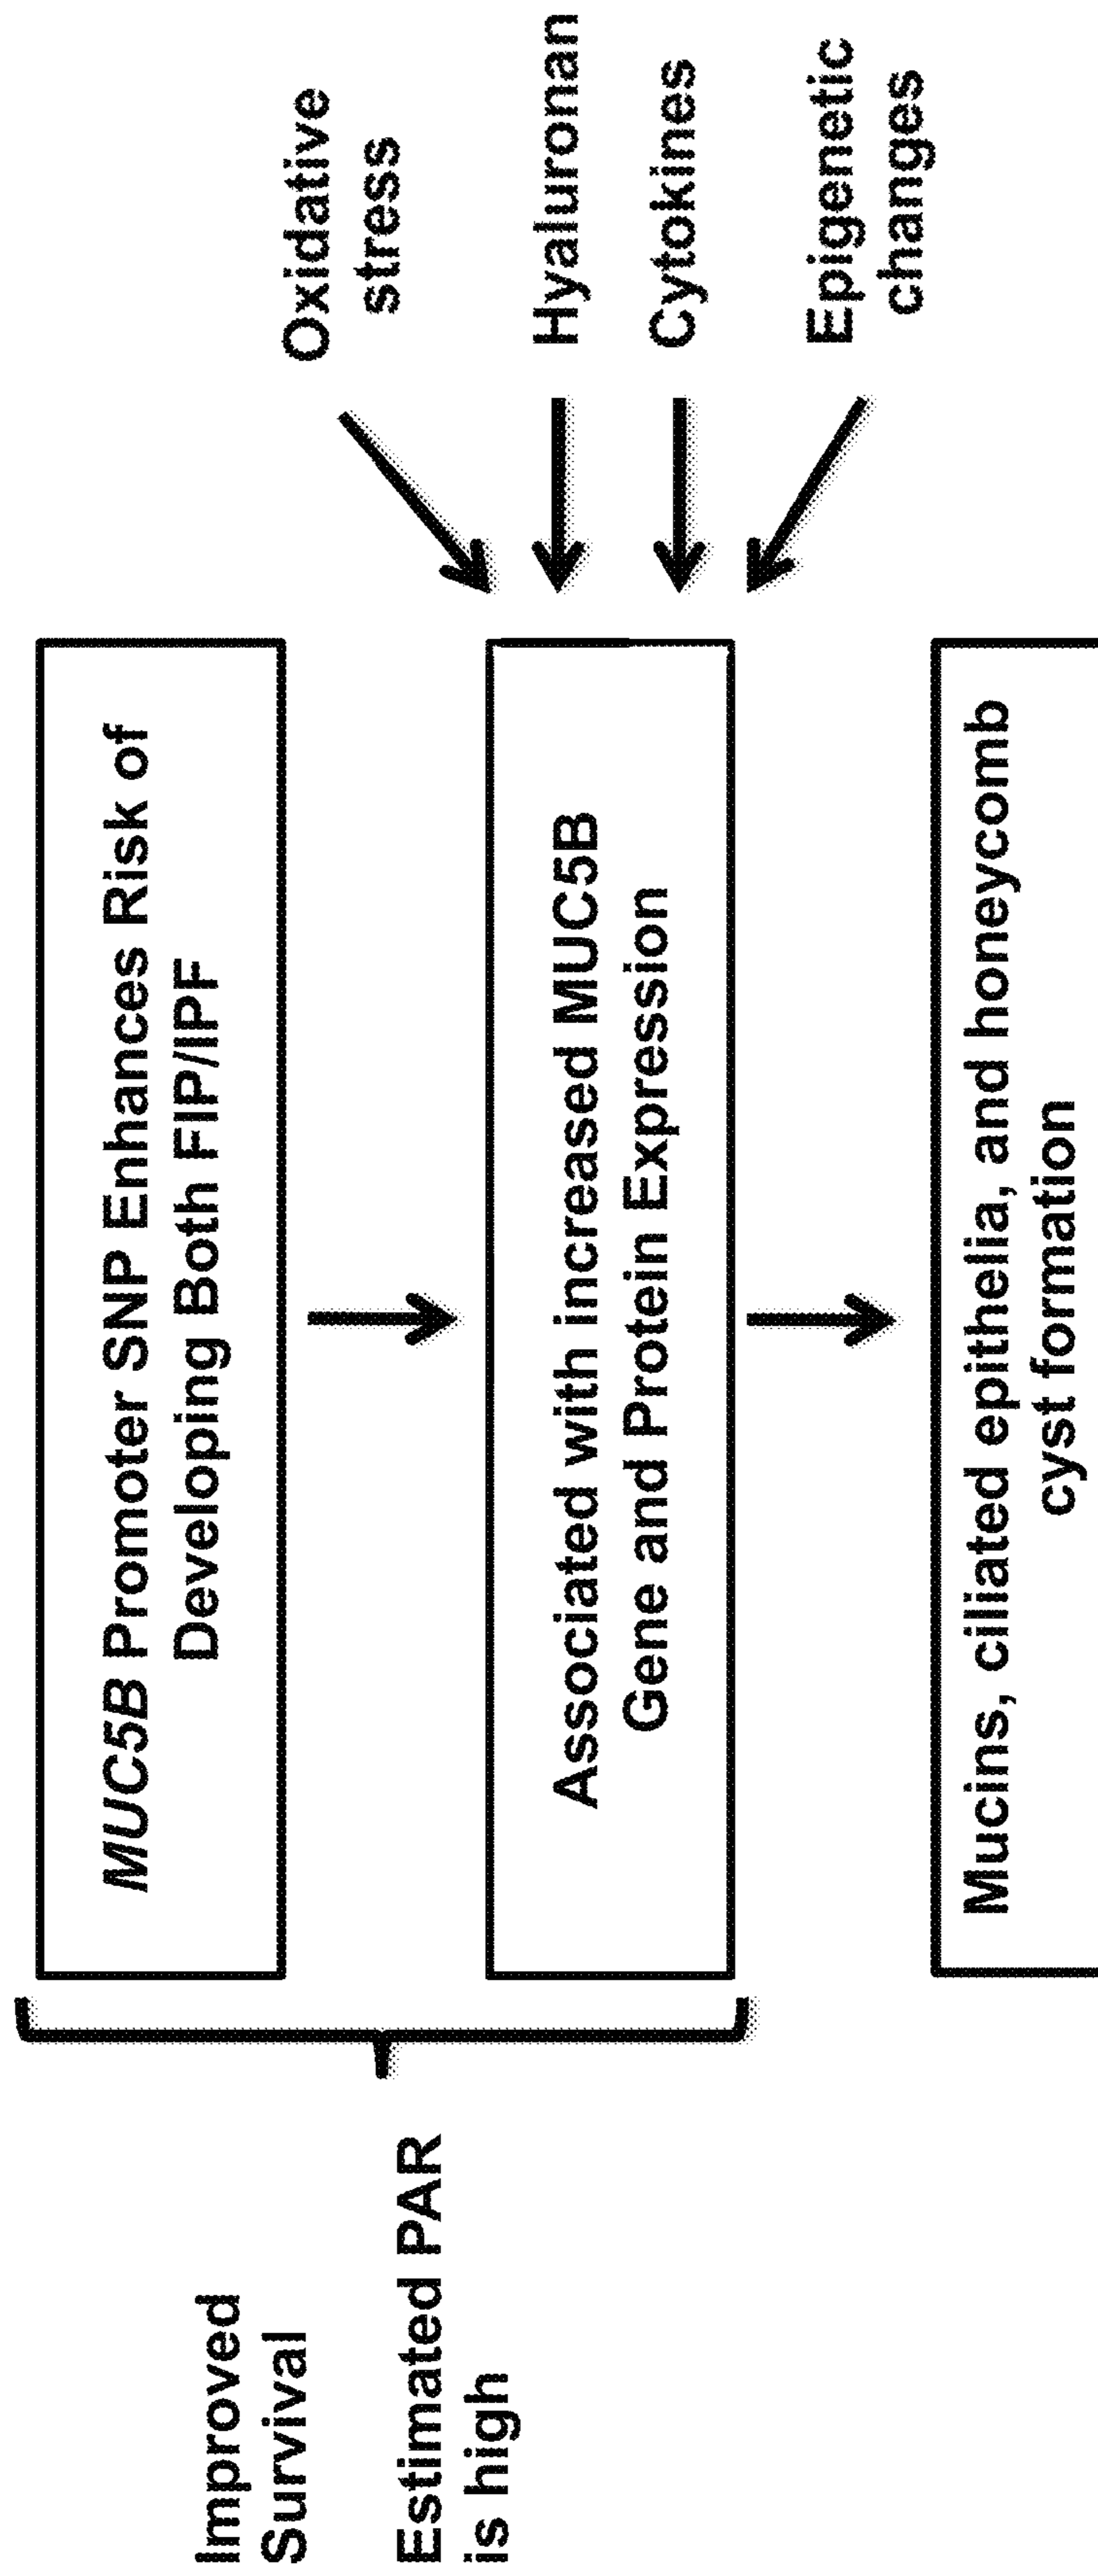 Improved
Survival
Estimated PAR
is high
MUC5B Promoter SNP Enhances Risk of
Developing Both FIP/IPF
Associated with increased MUC5B
Gene and Protein Expression
Mucins, ciliated epithelia, and honeycomb
cyst formation
Oxidative
stress
Hyaluronan
Cytokines
Epigenetic
changes